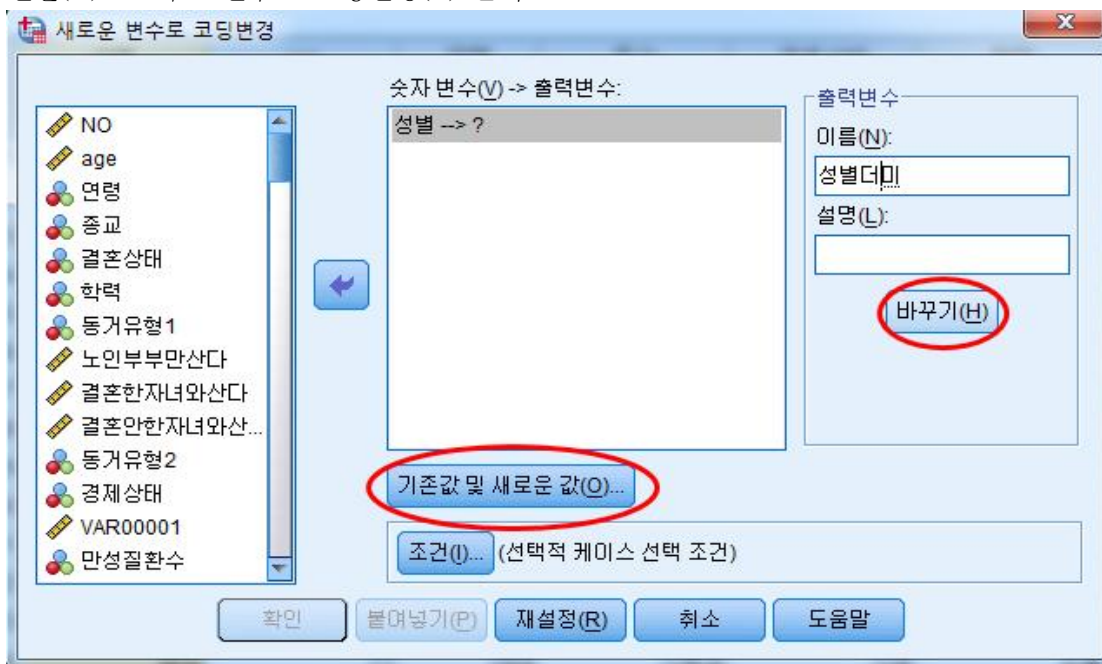 새로운 변수로 코딩변경
NO
age
연령
종교
결혼상태
학력
동거유형1
노인부부만산다
결혼한자녀와산다
결혼안한자녀와산...
동거유형2
경제상태
VAR00001
만성질환수
숫자 변수(V) -> 출력변수:
성별 --> ?
기존값 및 새로운 값(O)...
조건(I)... (선택적 케이스 선택 조건)
출력변수
이름(N):
성별더미
설명(L):
바꾸기(H)
확인 붙여넣기(P) 재설정(R) 취소 도움말